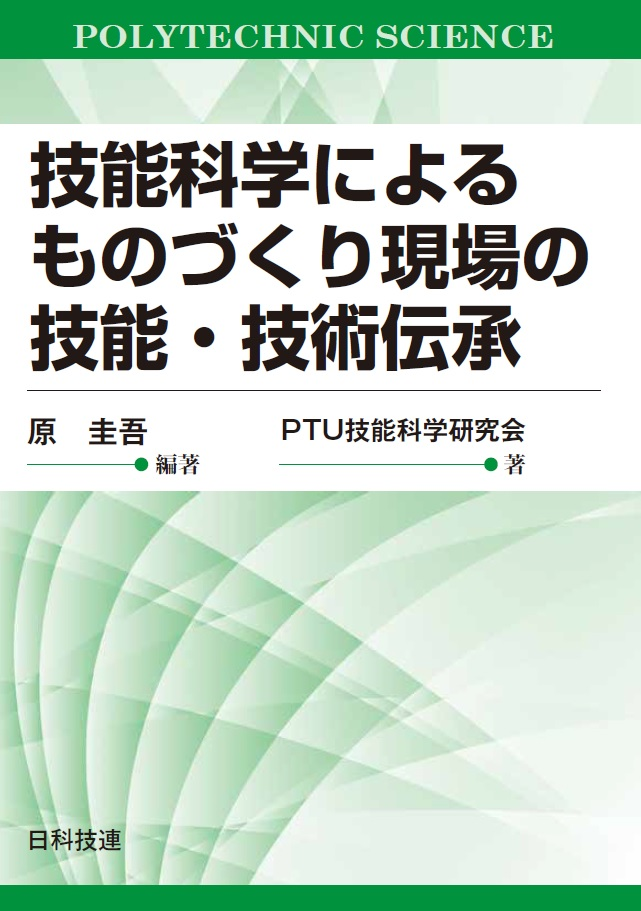 POLYTECHNIC SCIENCE
技能科学による
ものづくり現場の
技能・技術伝承
原 圭吾 編著
PTU技能科学研究会 著
日科技連